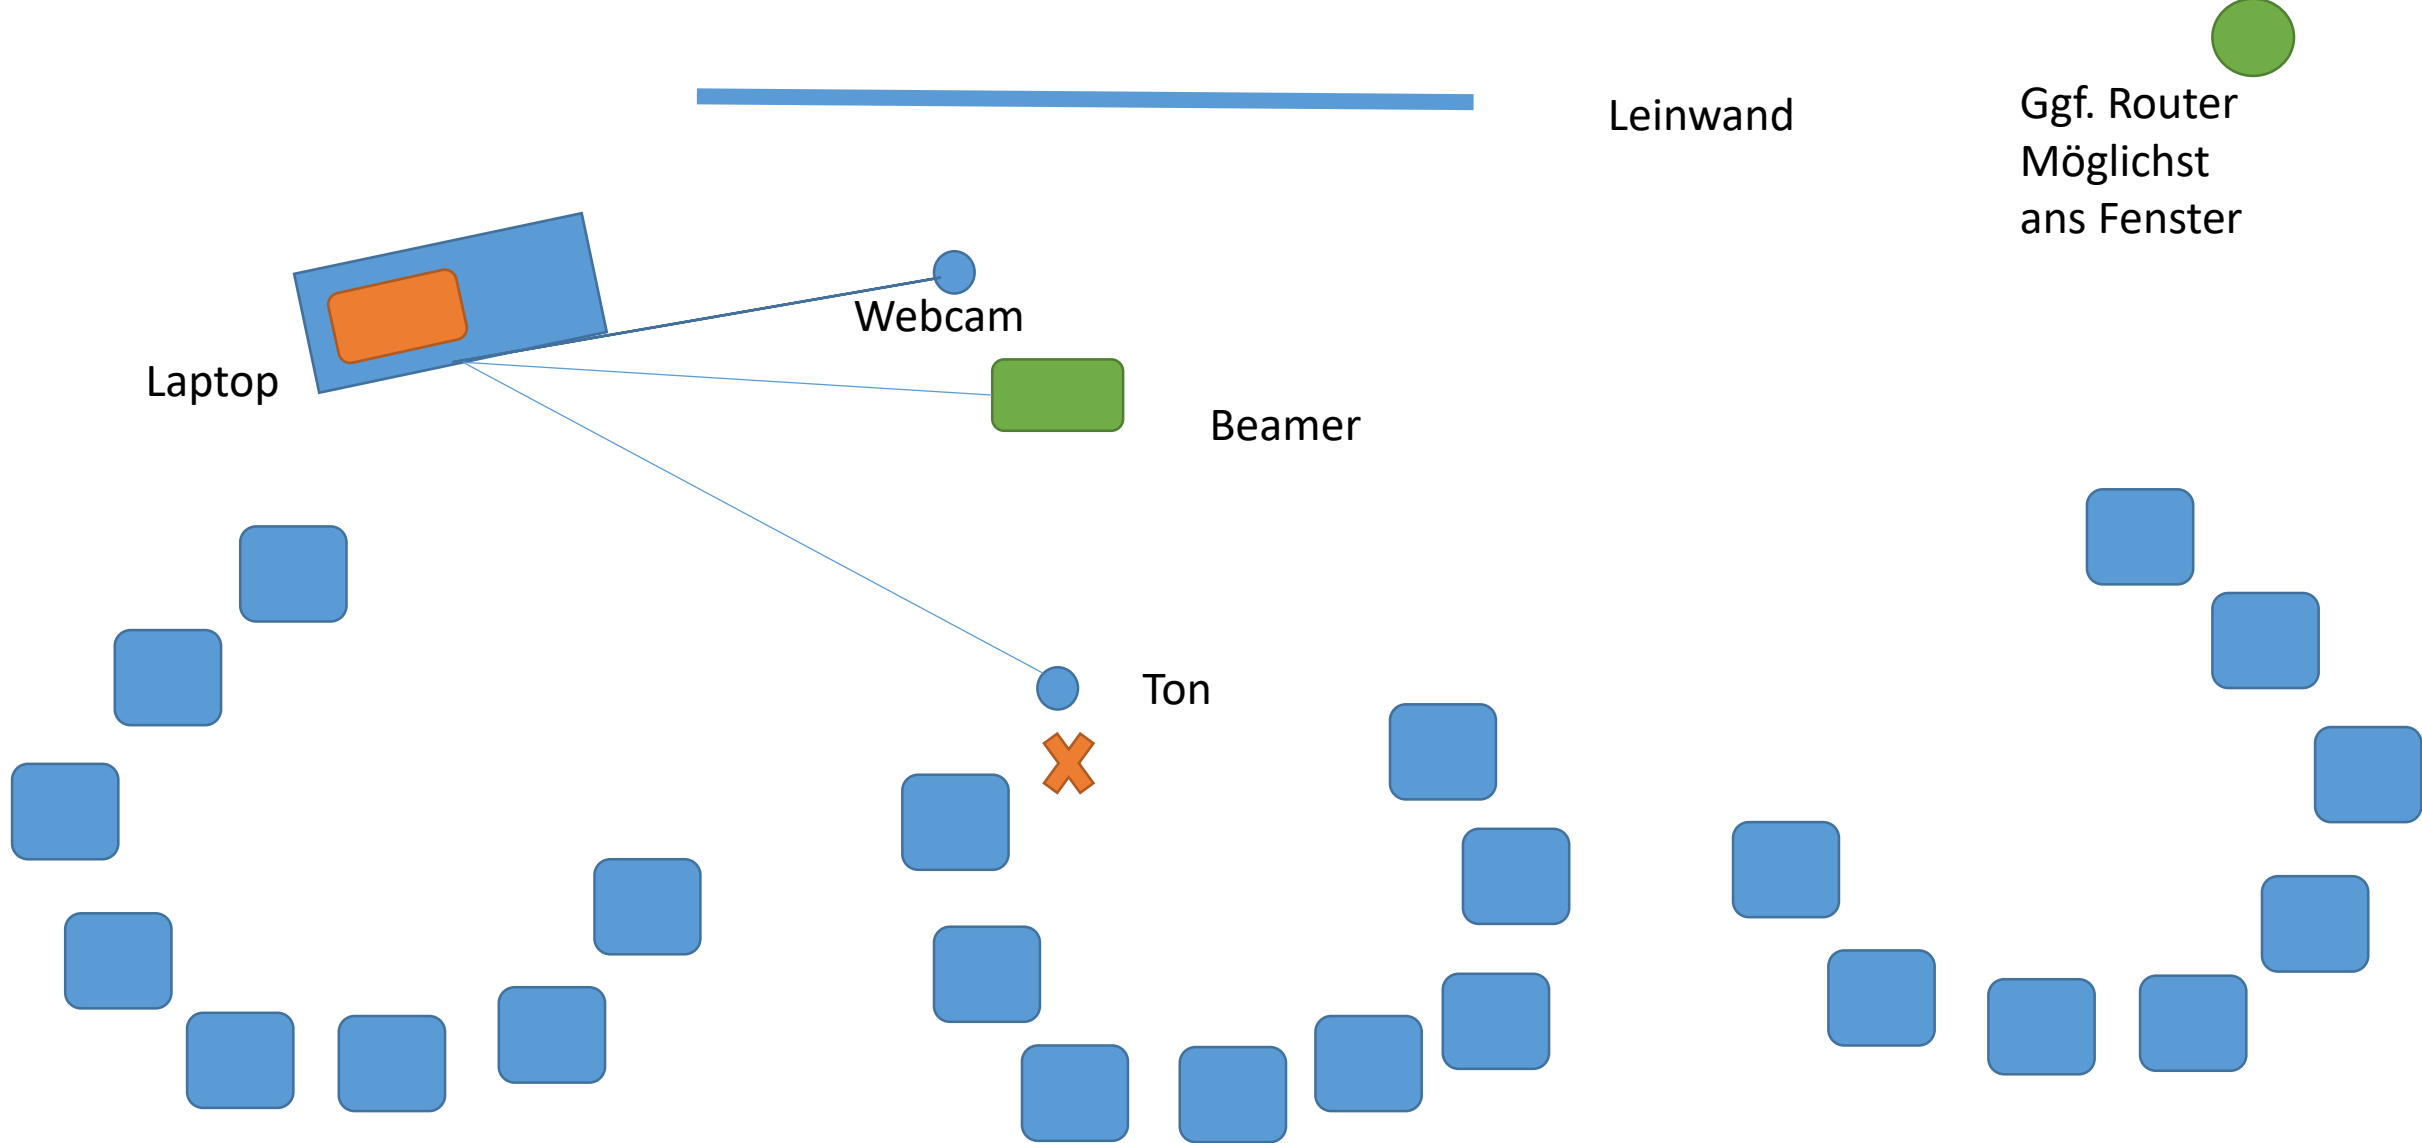 Leinwand
Ggf. Router
Möglichst
ans Fenster
Webcam
Laptop
Beamer
Ton